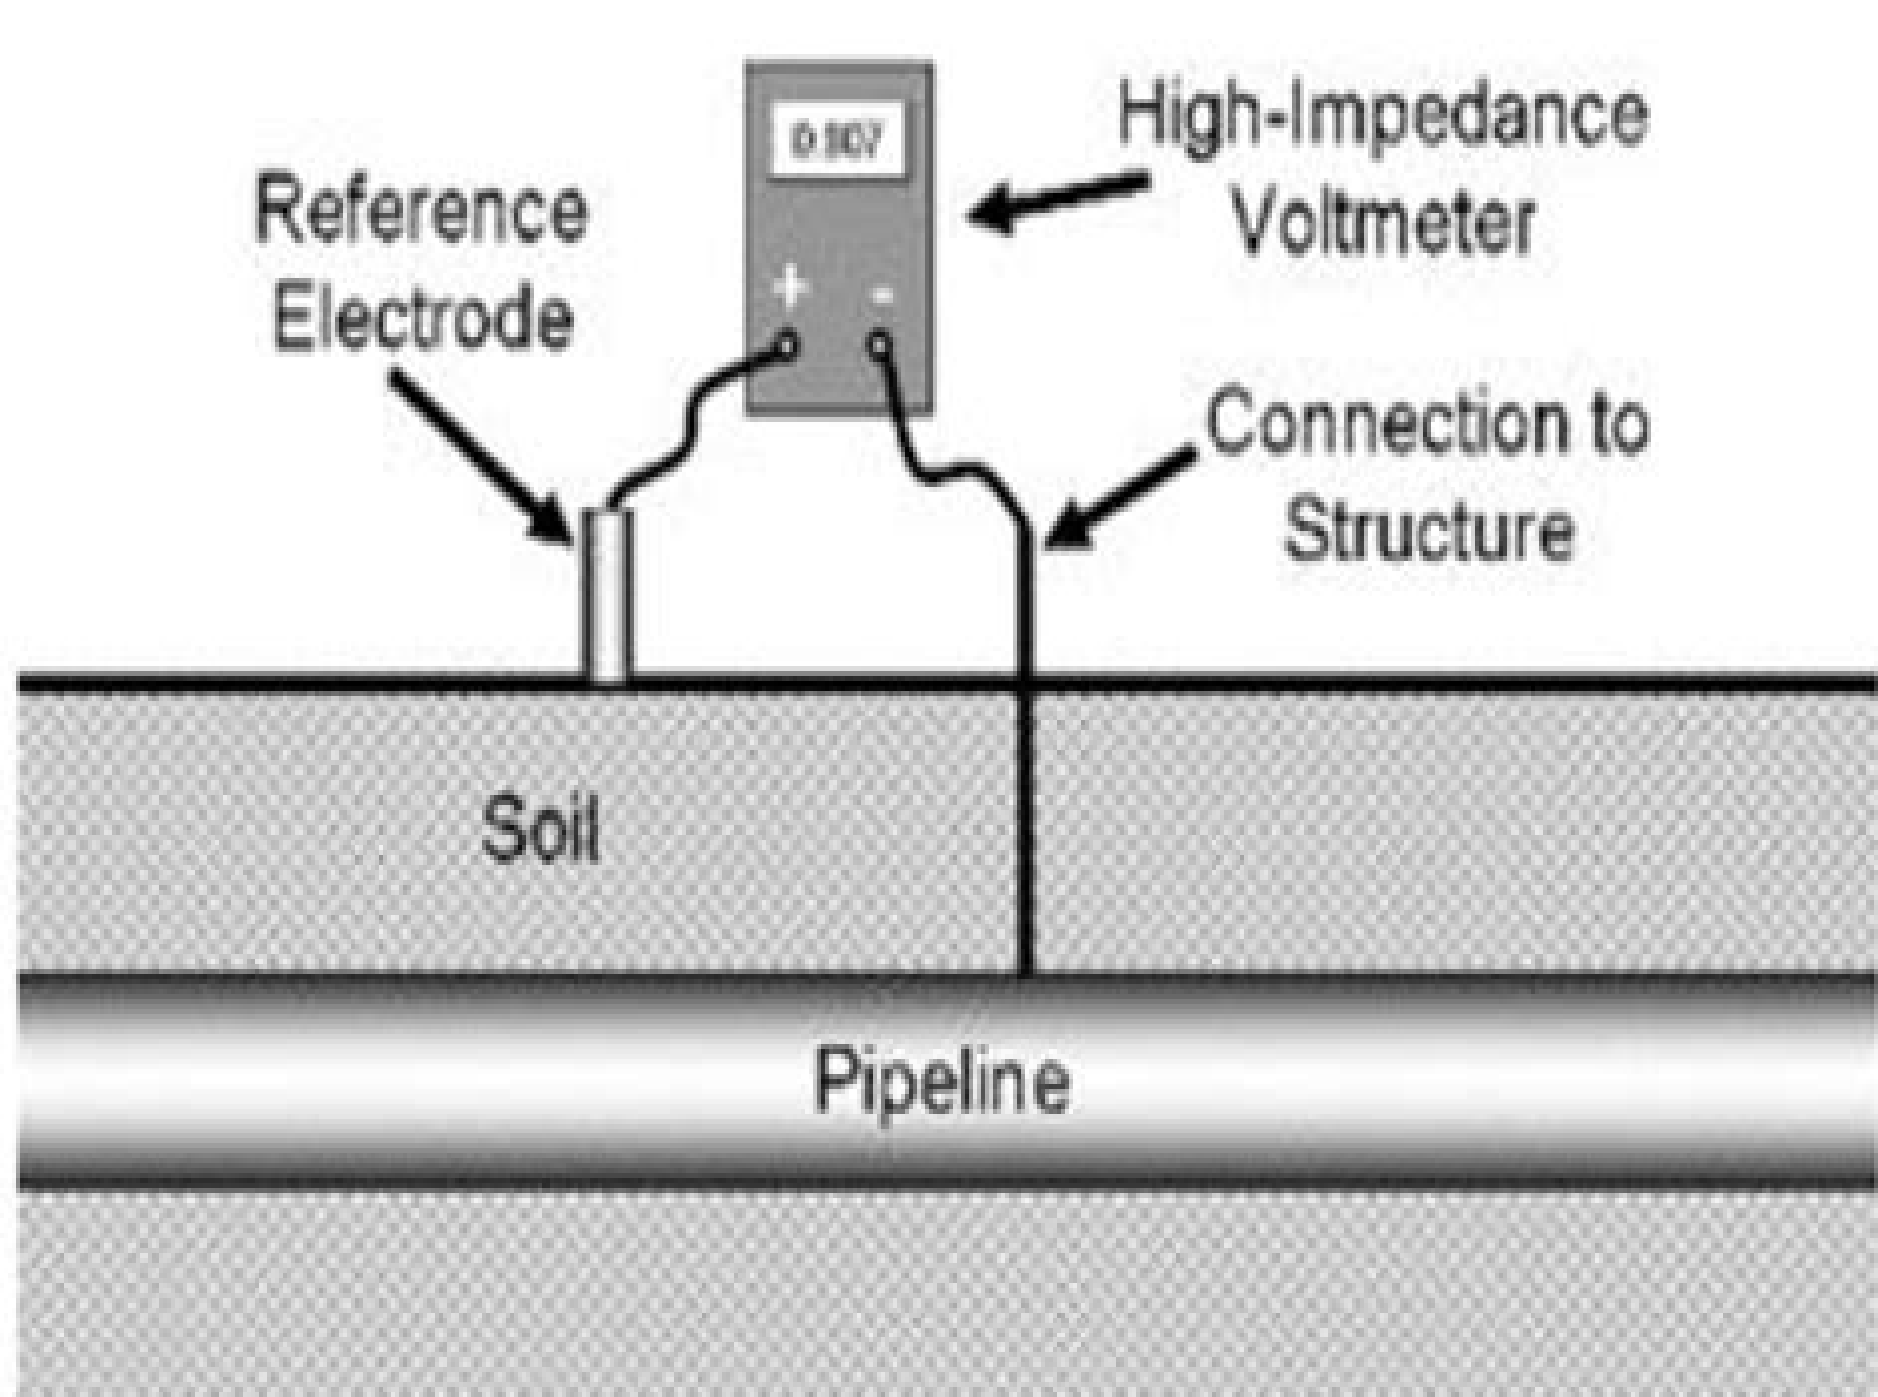 High-Impedance
Voltmeter
Reference
Electrode
+ -
Connection to
Structure
Soil
Pipeline